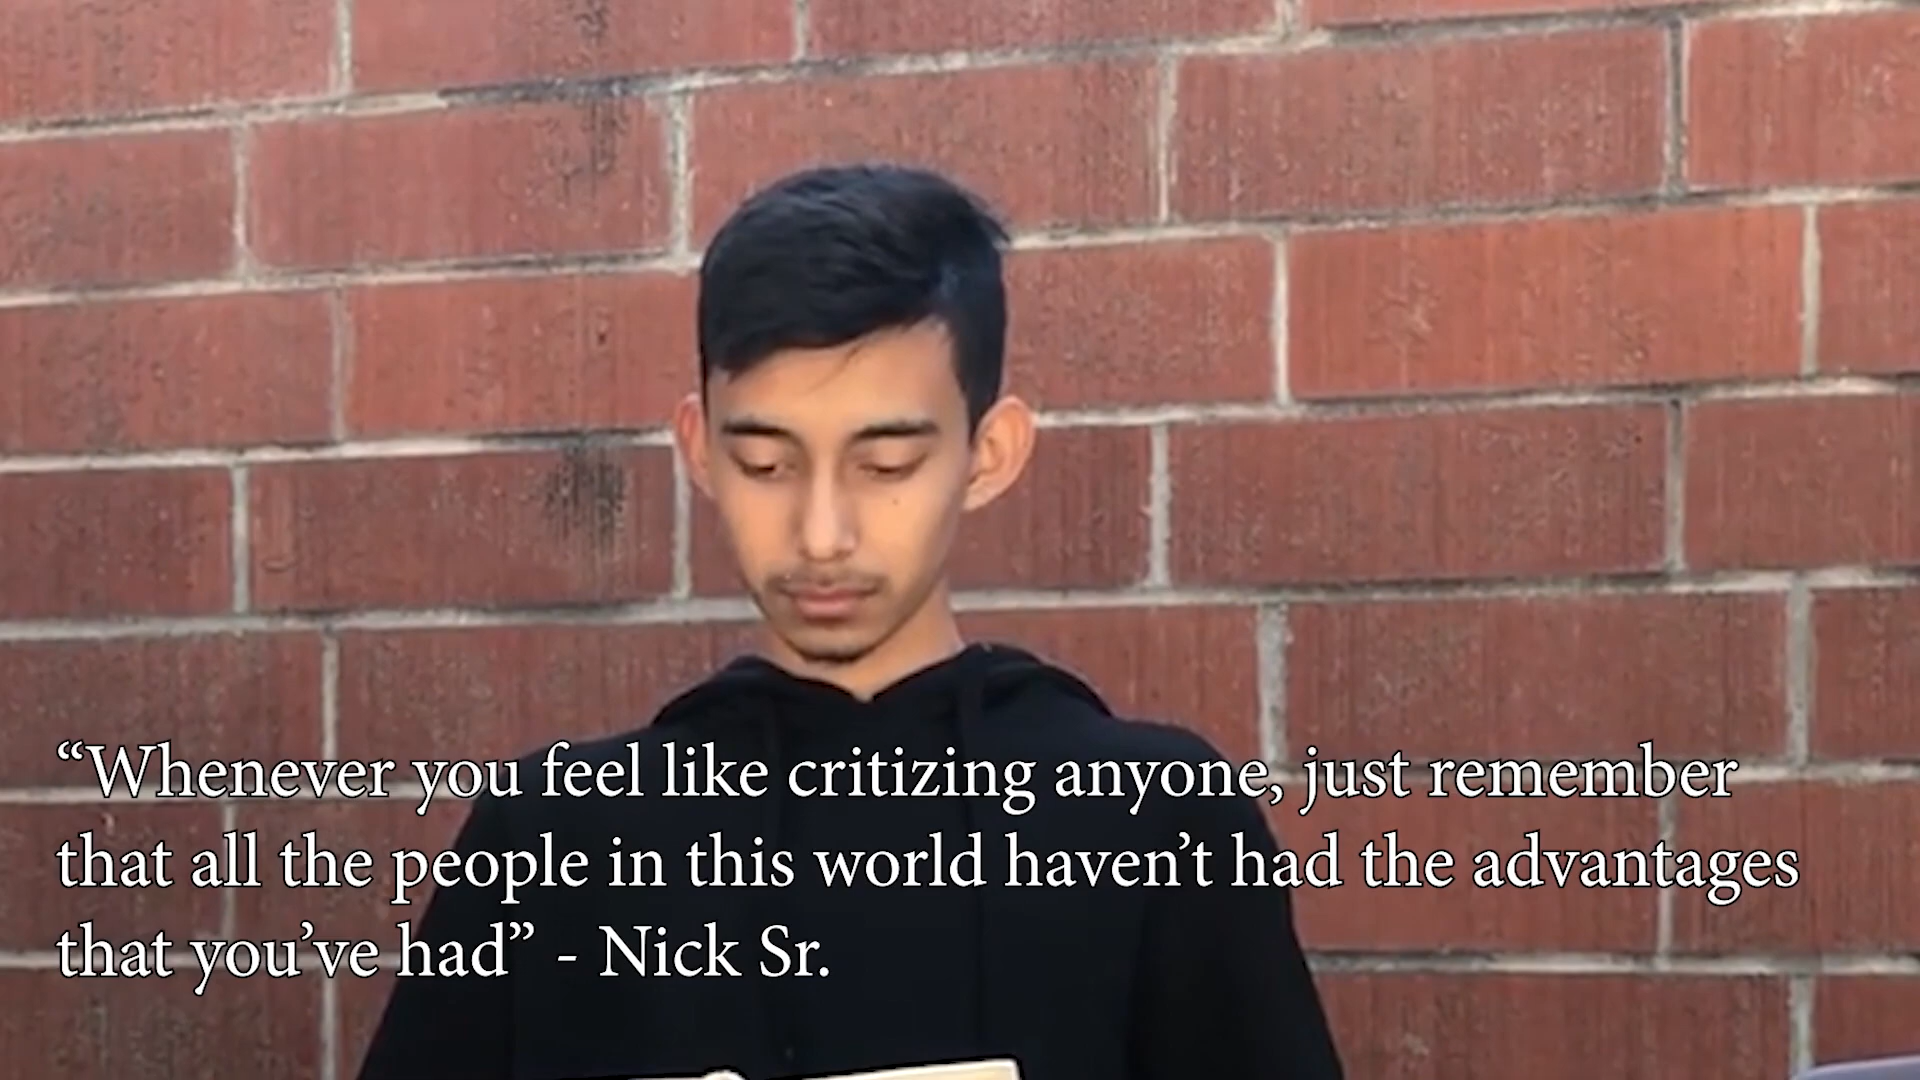 “Whenever you feel like critizing anyone, just remember
that all the people in this world haven’t had the advantages
that you’ve had” - Nick Sr.